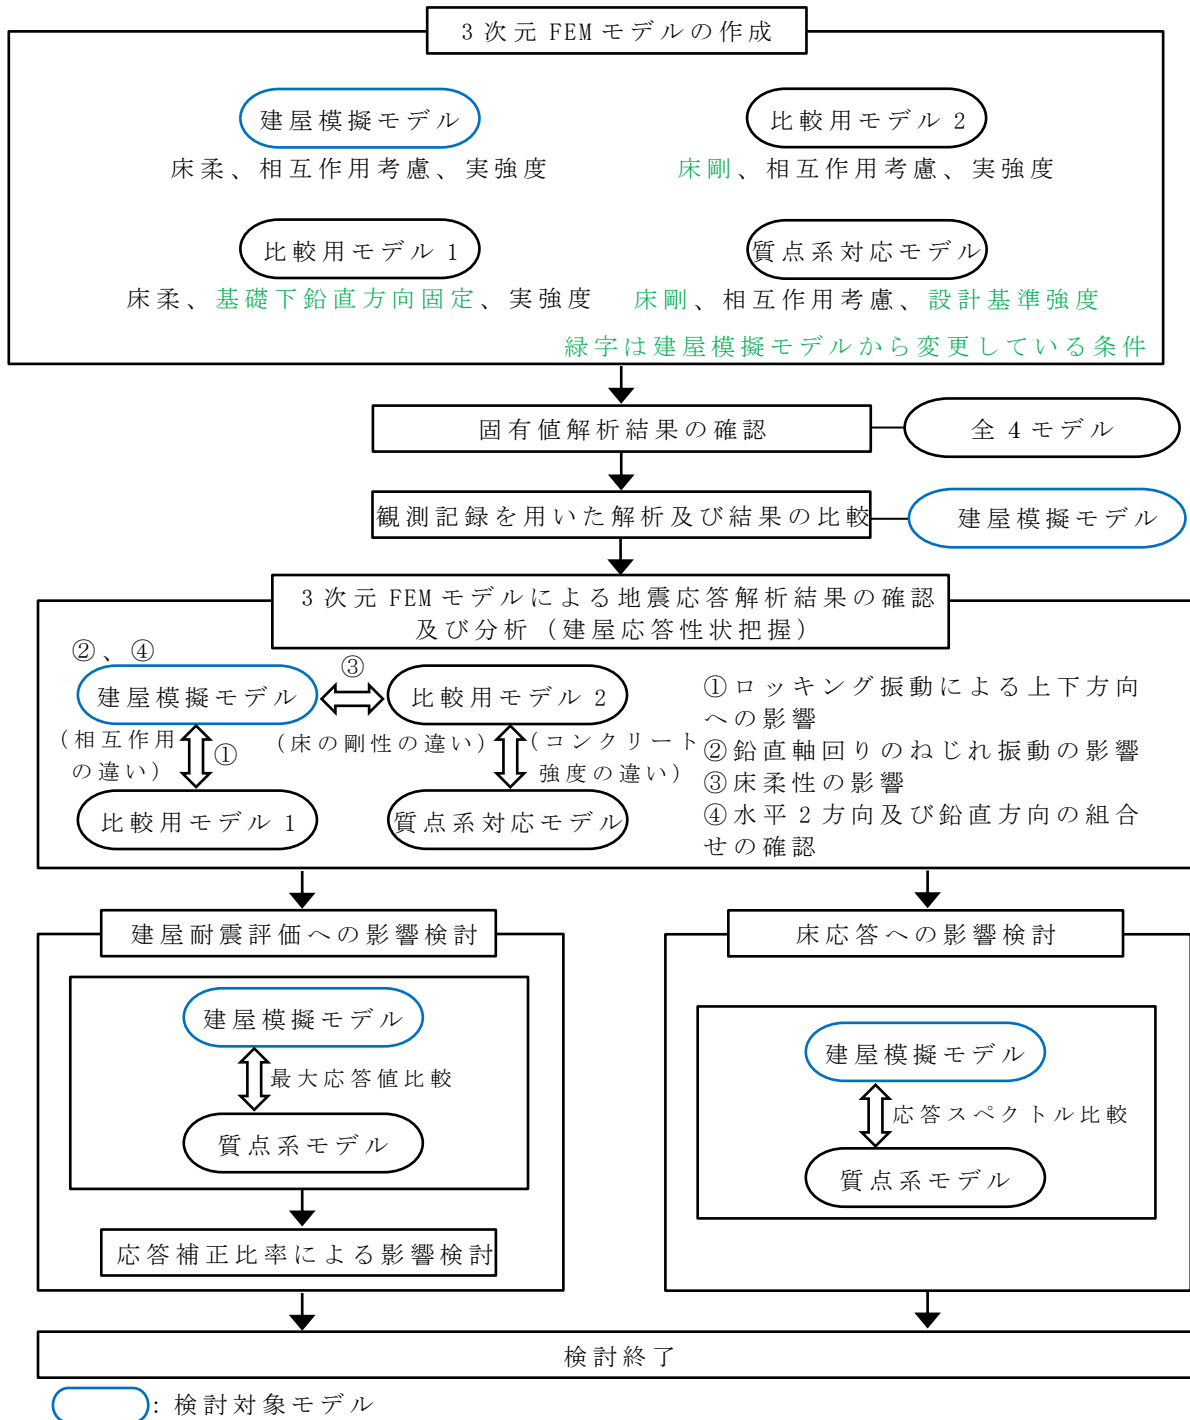 3次元FEMモデルの作成
建屋模擬モデル
床柔、相互作用考慮、実強度
比較用モデル2
床剛、相互作用考慮、実強度
比較用モデル1
床柔、基礎下鉛直方向固定、実強度
質点系対応モデル
床剛、相互作用考慮、設計基準強度
緑字は建屋模擬モデルから変更している条件
固有値解析結果の確認
全4モデル
観測記録を用いた解析及び結果の比較
建屋模擬モデル
3次元FEMモデルによる地震応答解析結果の確認
及び分析（建屋応答性状把握）
②、④
建屋模擬モデル
③
比較用モデル2
(相互作用
の違い)
①
(床の剛性の違い)
(コンクリート
強度の違い)
比較用モデル1
質点系対応モデル
①ロッキング振動による上下方向
への影響
②鉛直軸回りのねじれ振動の影響
③床柔性の影響
④水平2方向及び鉛直方向の組合
せの確認
建屋耐震評価への影響検討
建屋模擬モデル
最大応答値比較
質点系モデル
応答補正比率による影響検討
床応答への影響検討
建屋模擬モデル
応答スペクトル比較
質点系モデル
検討終了
：検討対象モデル